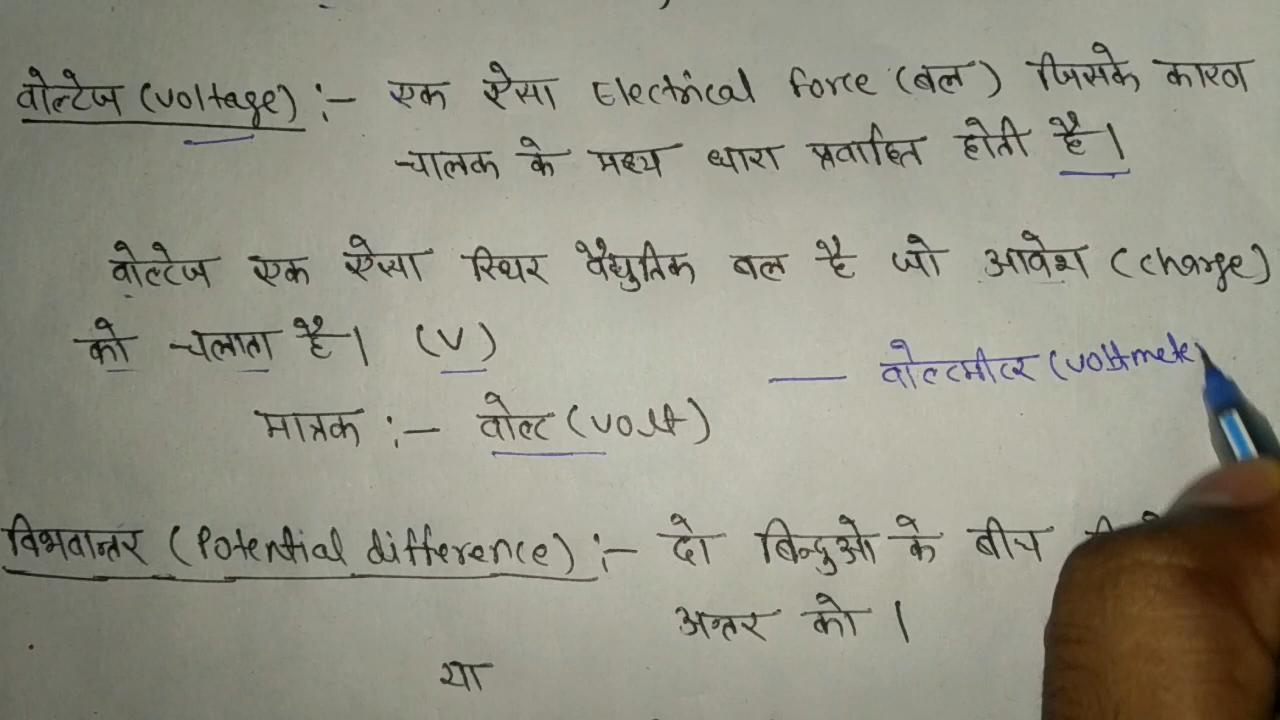 वोल्टेज (voltage) :- एक ऐसा Electrical force (बल) जिसके कारण
चालक के मध्य धारा प्रवाहित होती है।
वोल्टेज एक ऐसा स्थिर वैद्युतिक बल है जो आवेश (charge)
को चलाता है। (V)
— वोल्टमीटर (voltmete
मात्रक :- वोल्ट (volt)
विभवान्तर (Potential difference) :- दो बिन्दुओ के बीच
अन्तर को।
या